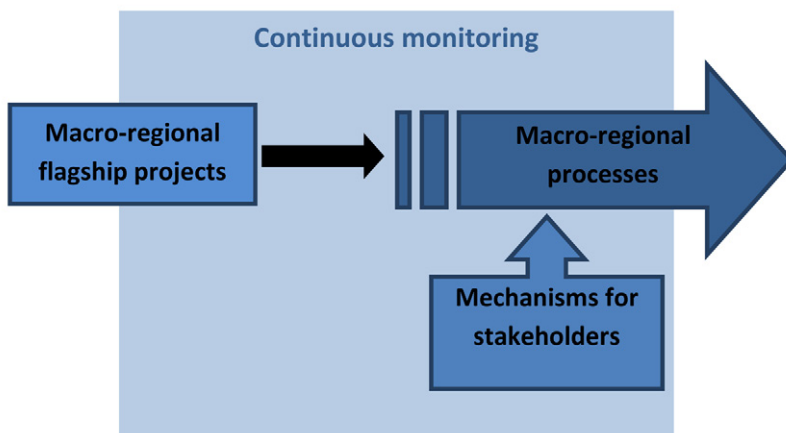 Continuous monitoring
Macro-regional
flagship projects
Macro-regional
processes
Mechanisms for
stakeholders